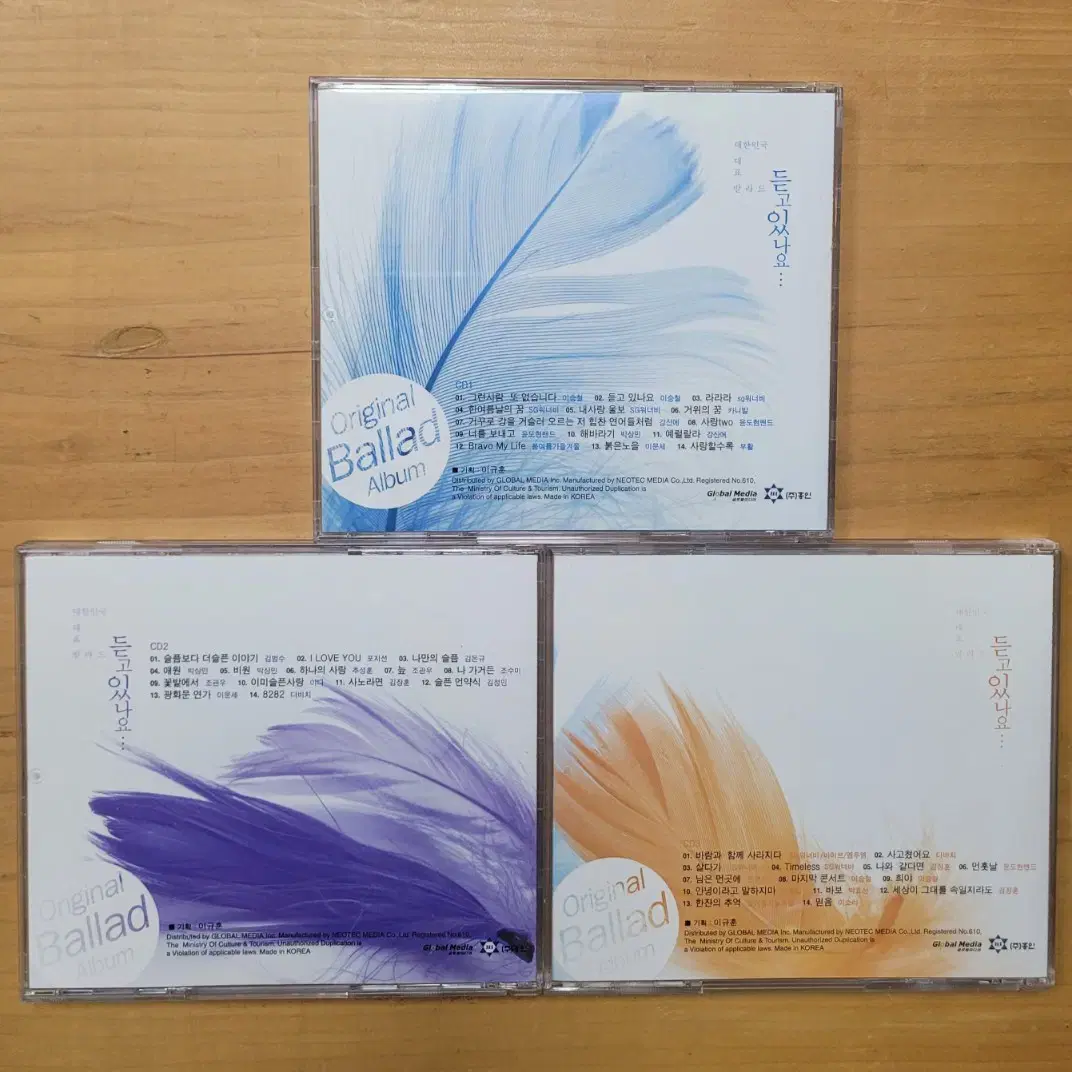 대한민국
대표
발라드
듣고 있나요...
Original
Ballad
Album
CD1
01. 그런사람 또 없습니다 이승철 02. 듣고 있나요 이승철 03. 라라라 SG워너비
04. 한여름날의 꿈 SG워너비 05. 내사랑 울보 SG워너비 06. 거위의 꿈 카니발
07. 거꾸로 강을 거슬러 오르는 저 힘찬 연어들처럼 강산에 08. 사랑two 윤도현밴드
09. 너를 보내고 윤도현밴드 10. 해바라기 박상민 11. 예럴랄라 강산에
12. Bravo My Life 봄여름가을겨울 13. 붉은노을 이문세 14. 사랑할수록 부활
■ 기획 : 이규훈
Distributed by GLOBAL MEDIA Inc. Manufactured by NEOTEC MEDIA Co.,Ltd. Registered No.610,
The Ministry Of Culture & Tourism. Unauthorized Duplication is
a Violation of applicable laws. Made in KOREA
Global Media
(주)홍인
대한민국
대표
발라드
듣고 있나요...
CD2
01. 슬픔보다 더슬픈 이야기 김범수 02. I LOVE YOU 포지션 03. 나만의 슬픔 김돈규
04. 애원 박상민 05. 비원 박상민 06. 하나의 사랑 추성훈 07. 늪 조관우 08. 나 가거든 조수미
09. 꽃밭에서 조관우 10. 이미슬픈사랑 야다 11. 사노라면 김장훈 12. 슬픈 언약식 김정민
13. 광화문 연가 이문세 14. 8282 다비치
Original
Ballad
Album
■ 기획 : 이규훈
Distributed by GLOBAL MEDIA Inc. Manufactured by NEOTEC MEDIA Co.,Ltd. Registered No.610,
The Ministry Of Culture & Tourism. Unauthorized Duplication is
a Violation of applicable laws. Made in KOREA
Global Media
(주)홍인
대한민국
대표
듣고 있나요...
01. 바람과 함께 사라지다 02. 사고쳤어요 다비치
03. 살다가 04. Timeless SG워너비 05. 나와 같다면 김장훈 06. 먼훗날 윤도현밴드
07. 남은 먼곳에 08. 마지막 콘서트 이승철 09. 희야 이승철
10. 안녕이라고 말하지마 11. 바보 박효신 12. 세상이 그대를 속일지라도 김장훈
13. 한잔의 추억 14. 믿음 이소라
Original
Ballad
Album
■ 기획 : 이규훈
Distributed by GLOBAL MEDIA Inc. Manufactured by NEOTEC MEDIA Co.,Ltd. Registered No.610,
The Ministry Of Culture & Tourism. Unauthorized Duplication is
a Violation of applicable laws. Made in KOREA
Global Media
(주)홍인